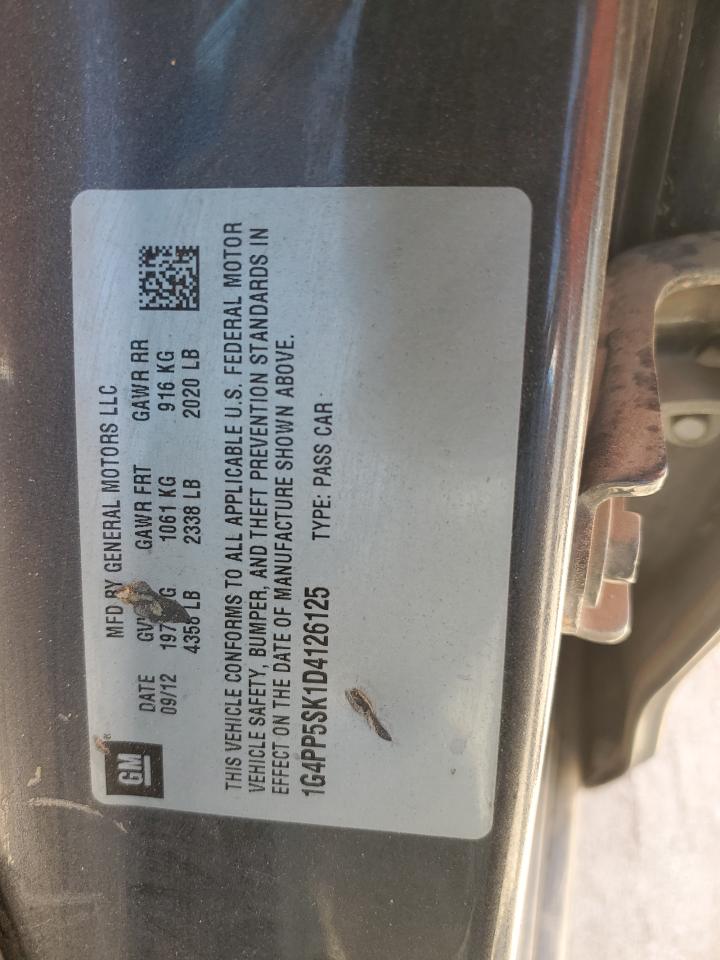 GM
®
MFD BY GENERAL MOTORS LLC
DATE GAWR FRT GAWR RR
09/12 1061 KG 916 KG
4358 LB 2338 LB 2020 LB
THIS VEHICLE CONFORMS TO ALL APPLICABLE U.S. FEDERAL MOTOR
VEHICLE SAFETY, BUMPER, AND THEFT PREVENTION STANDARDS IN
EFFECT ON THE DATE OF MANUFACTURE SHOWN ABOVE.
1G4PP5SK1D4126125 TYPE: PASS CAR